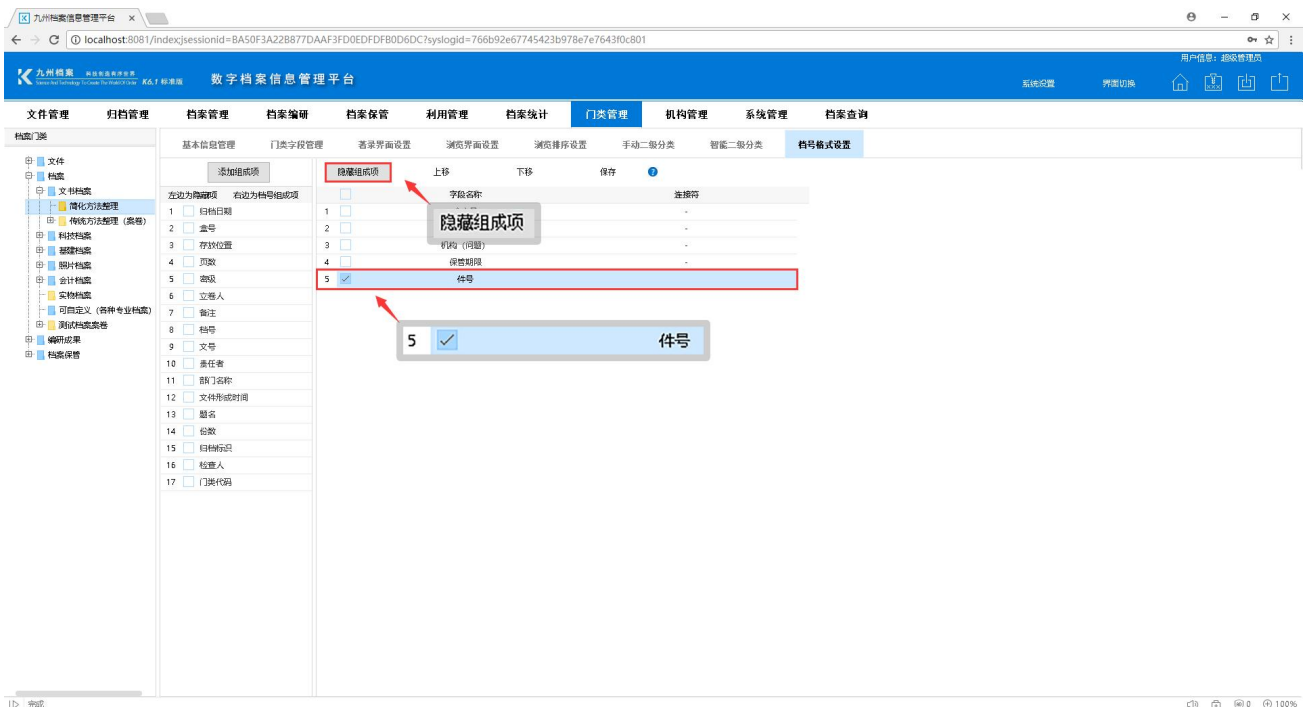 九州档案信息管理平台 ×
localhost:8081/index;jsessionid=BA50F3A22B877DAAF3FD0EDFDFB0D6DC?syslogid=766b92e67745423b978e7e7643f0c801
用户信息：超级管理员
九州档案 科技创造有序世界
K6.1 标准版 数字档案信息管理平台 系统设置 界面切换
文件管理 归档管理 档案管理 档案编研 档案保管 利用管理 档案统计 门类管理 机构管理 系统管理 档案查询
档案门类
基本信息管理 门类字段管理 著录界面设置 浏览界面设置 浏览排序设置 手动二级分类 智能二级分类 档号格式设置
文件
档案
文书档案
简化方法整理
传统方法整理（案卷）
科技档案
基建档案
照片档案
会计档案
实物档案
可自定义（各种专业档案）
测试档案案卷
编研成果
档案保管
添加组成项
左边为隐藏项 右边为档号组成项
1 归档日期
2 盒号
3 存放位置
4 页数
5 密级
6 立卷人
7 备注
8 档号
9 文号
10 责任者
11 部门名称
12 文件形成时间
13 题名
14 份数
15 归档标识
16 检查人
17 门类代码
隐藏组成项 上移 下移 保存 ?
字段名称 连接符
1 -
2 -
3 机构（问题） -
4 保管期限 -
5 件号
隐藏组成项
5 件号
完成
0 100%